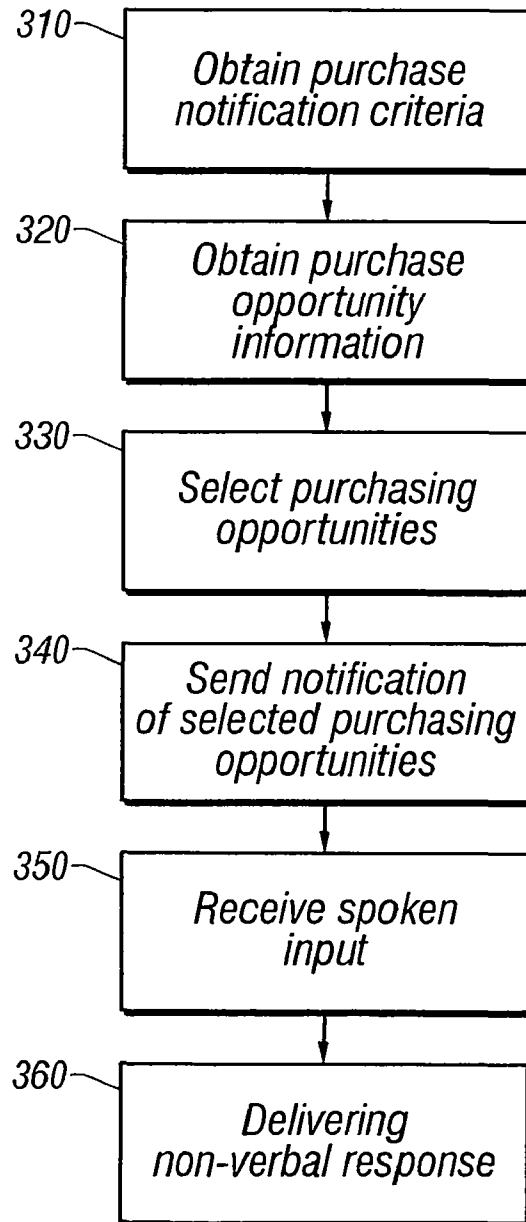 310
Obtain purchase
notification criteria
320
Obtain purchase
opportunity
information
330
Select purchasing
opportunities
340
Send notification
of selected purchasing
opportunities
350
Receive spoken
input
360
Delivering
non-verbal response